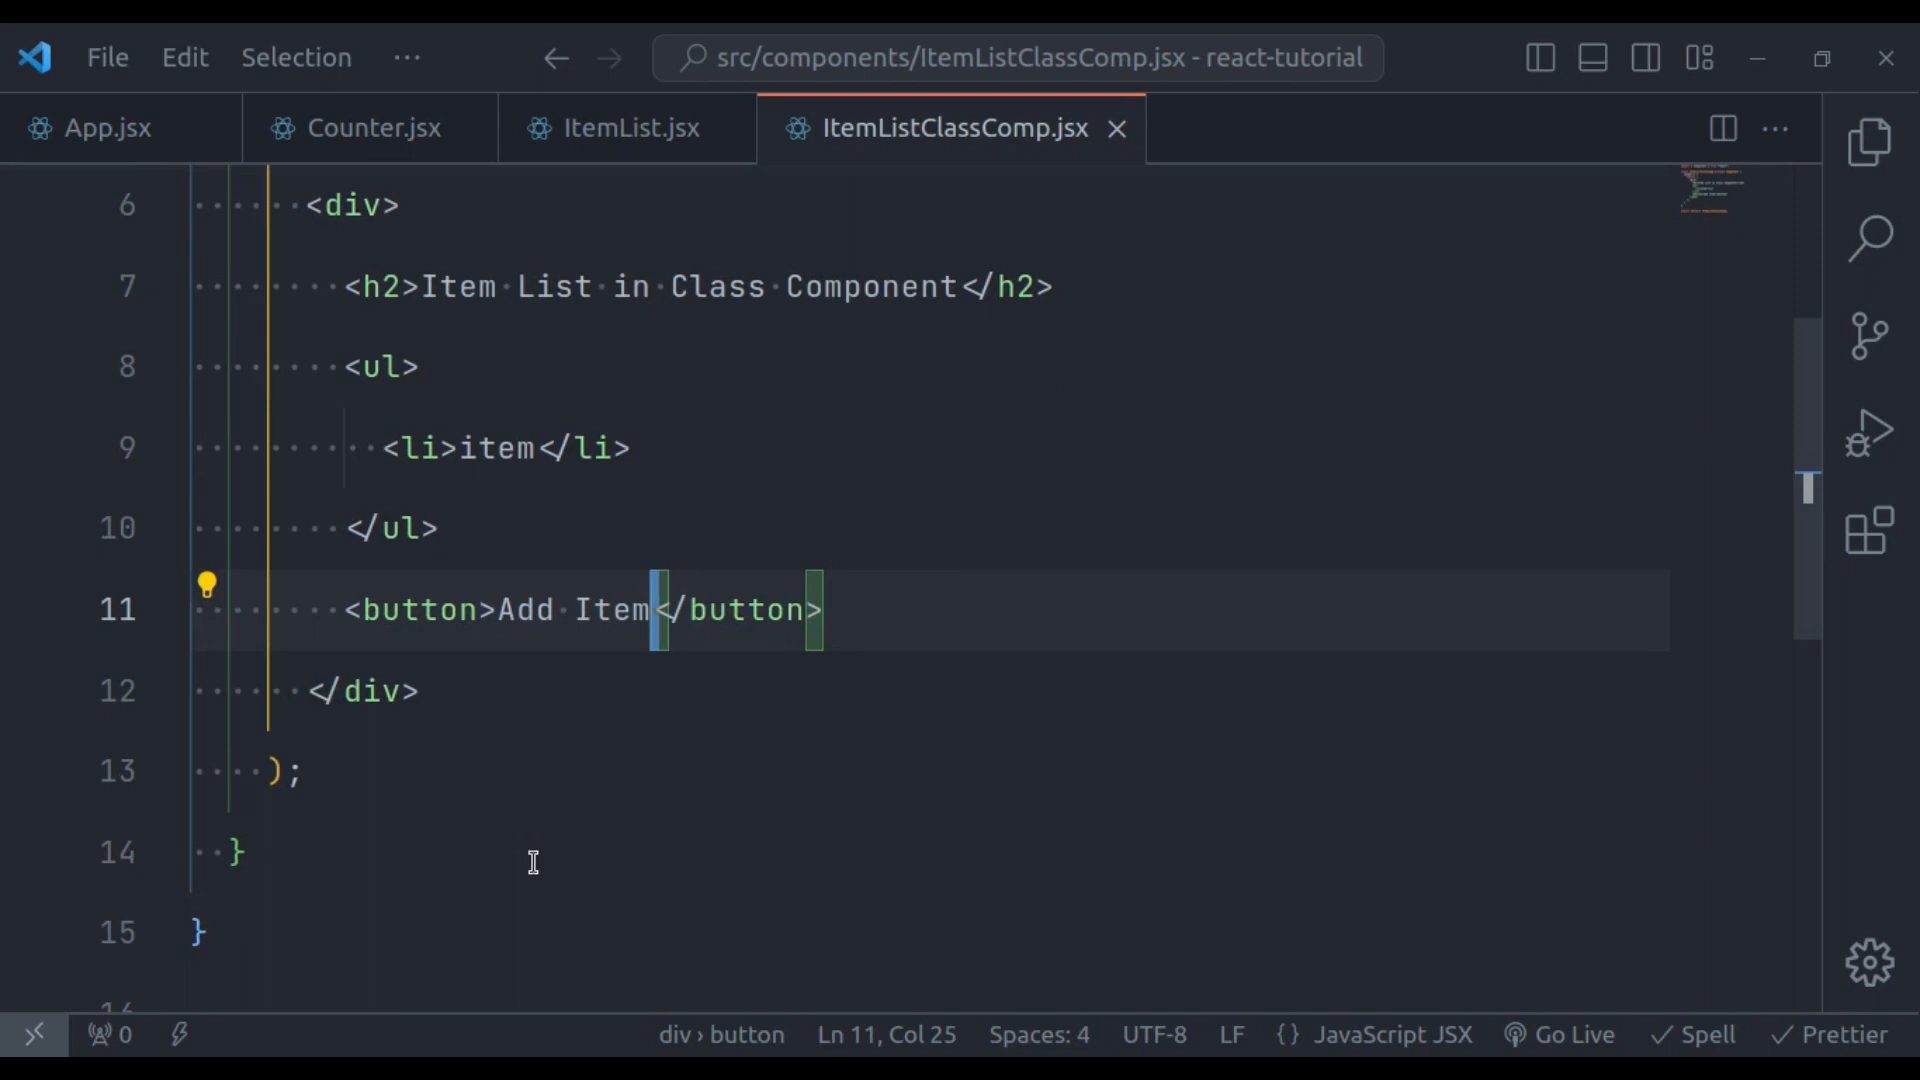 File Edit Selection ··· src/components/ItemListClassComp.jsx - react-tutorial
App.jsx Counter.jsx ItemList.jsx ItemListClassComp.jsx
6 <div>
7 <h2>Item List in Class Component</h2>
8 <ul>
9 <li>item</li>
10 </ul>
11 <button>Add Item</button>
12 </div>
13 );
14 }
15 }
0 div › button Ln 11, Col 25 Spaces: 4 UTF-8 LF {} JavaScript JSX Go Live Spell Prettier